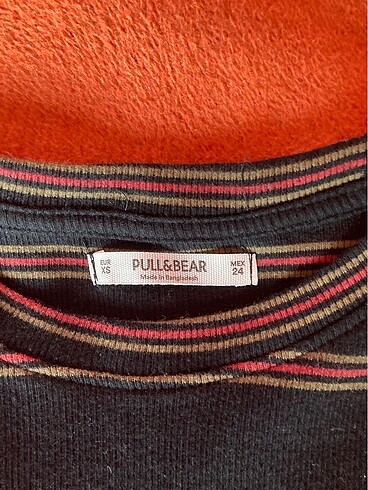 EUR
XS
PULL&BEAR
Made in Bangladesh
MEX
24